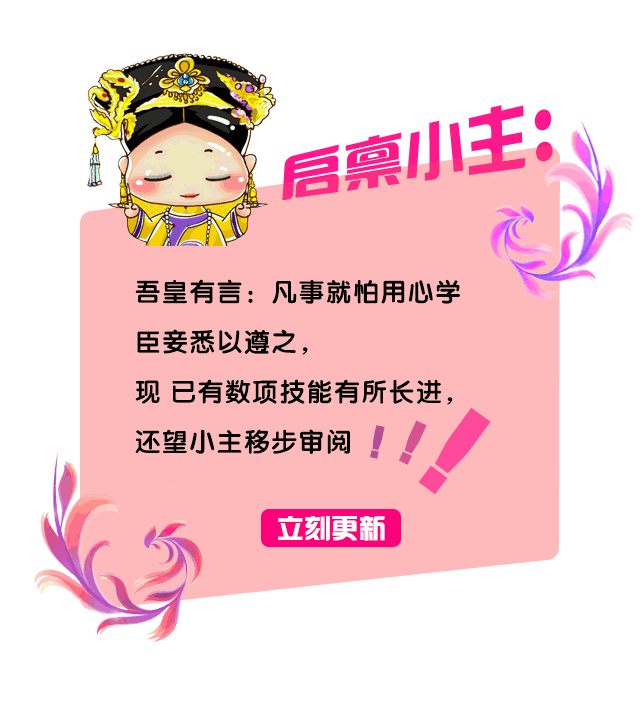 启禀小主:
吾皇有言：凡事就怕用心学
臣妾悉以遵之，
现 已有数项技能有所长进，
还望小主移步审阅 !!!
立刻更新